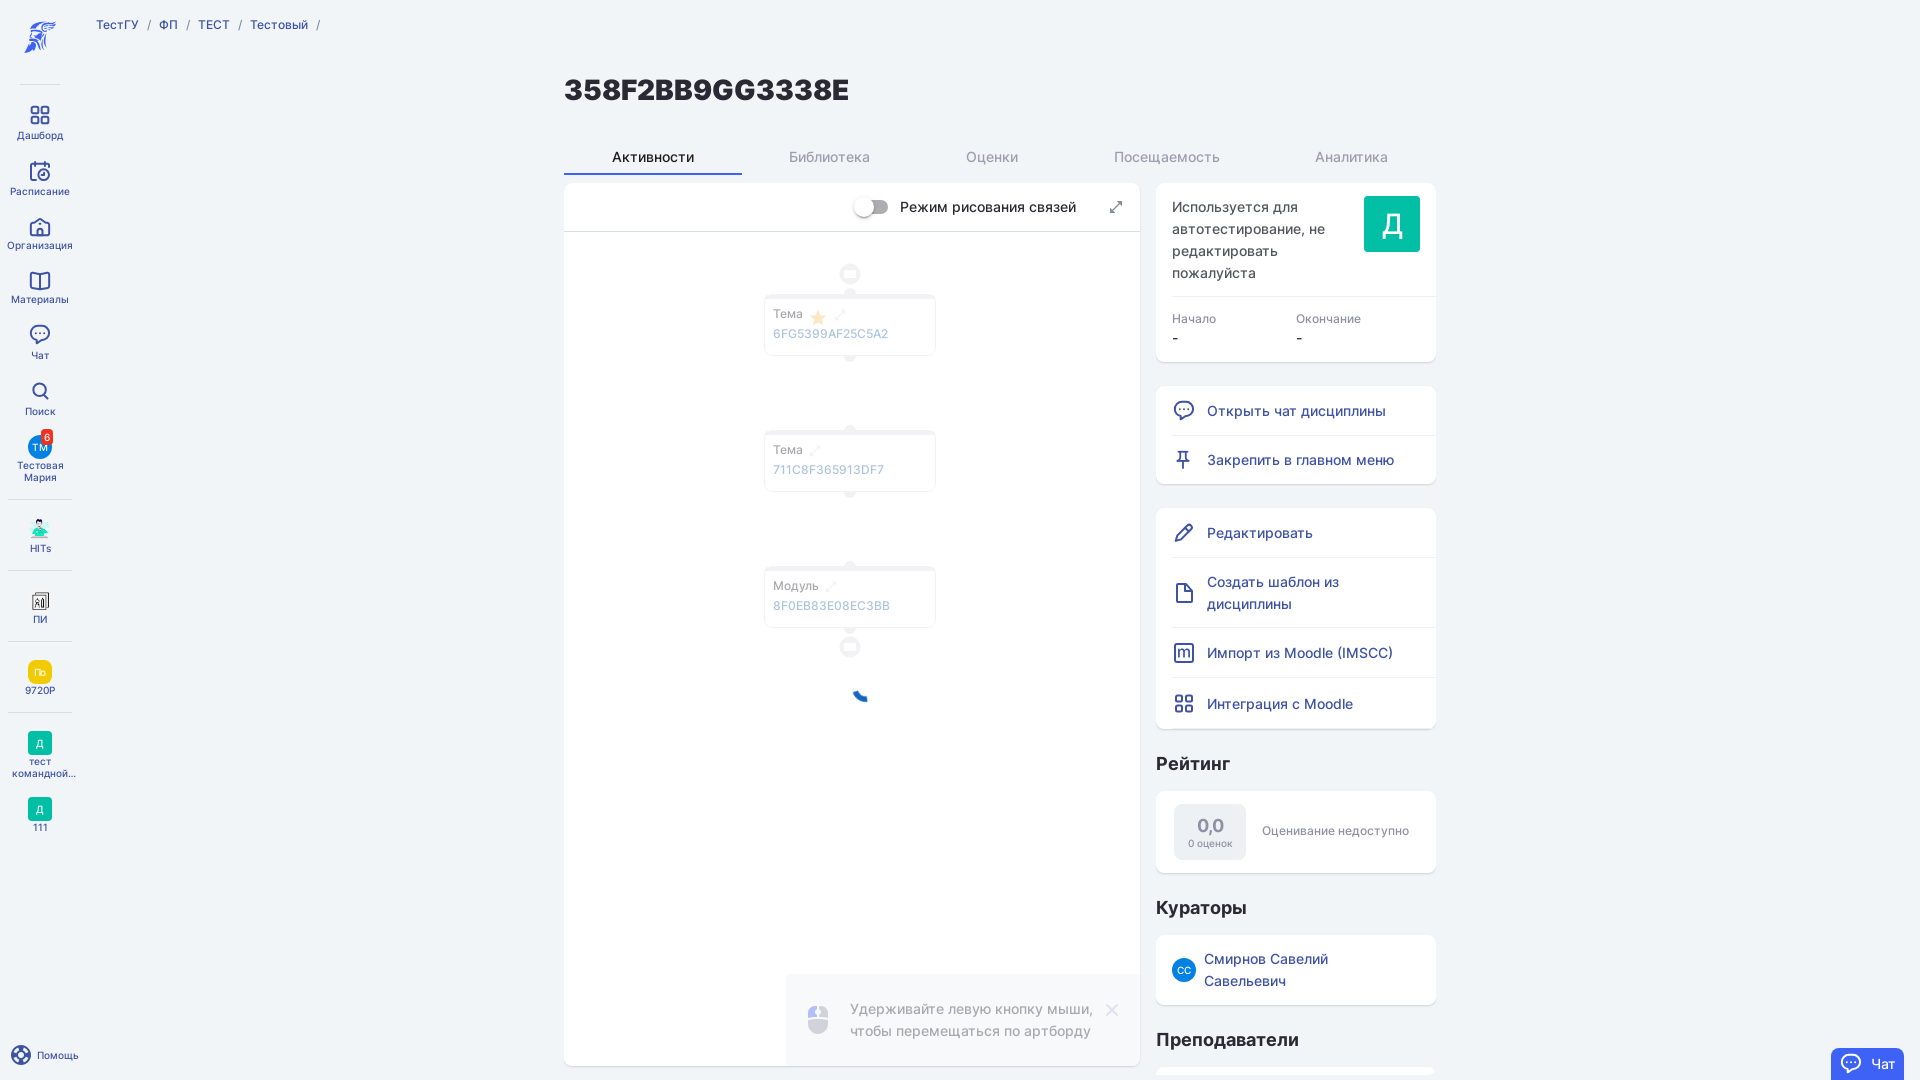 ТестГУ / ФП / ТЕСТ / Тестовый /
358F2BB9GG3338E
Дашборд
Расписание
Организация
Материалы
Чат
Поиск
ТМ
6
Тестовая
Мария
HITs
ПИ
Пb
9720Р
Д
тест
командной...
Д
111
Помощь
Активности
Библиотека
Оценки
Посещаемость
Аналитика
Режим рисования связей
Тема
6FG5399AF25C5A2
Тема
711C8F365913DF7
Модуль
8F0EB83E08EC3BB
Удерживайте левую кнопку мыши,
чтобы перемещаться по артборду
Используется для
автотестирование, не
редактировать
пожалуйста
Д
Начало
-
Окончание
-
Открыть чат дисциплины
Закрепить в главном меню
Редактировать
Создать шаблон из
дисциплины
Импорт из Moodle (IMSCC)
Интеграция с Moodle
Рейтинг
0,0
0 оценок
Оценивание недоступно
Кураторы
СС
Смирнов Савелий
Савельевич
Преподаватели
Чат